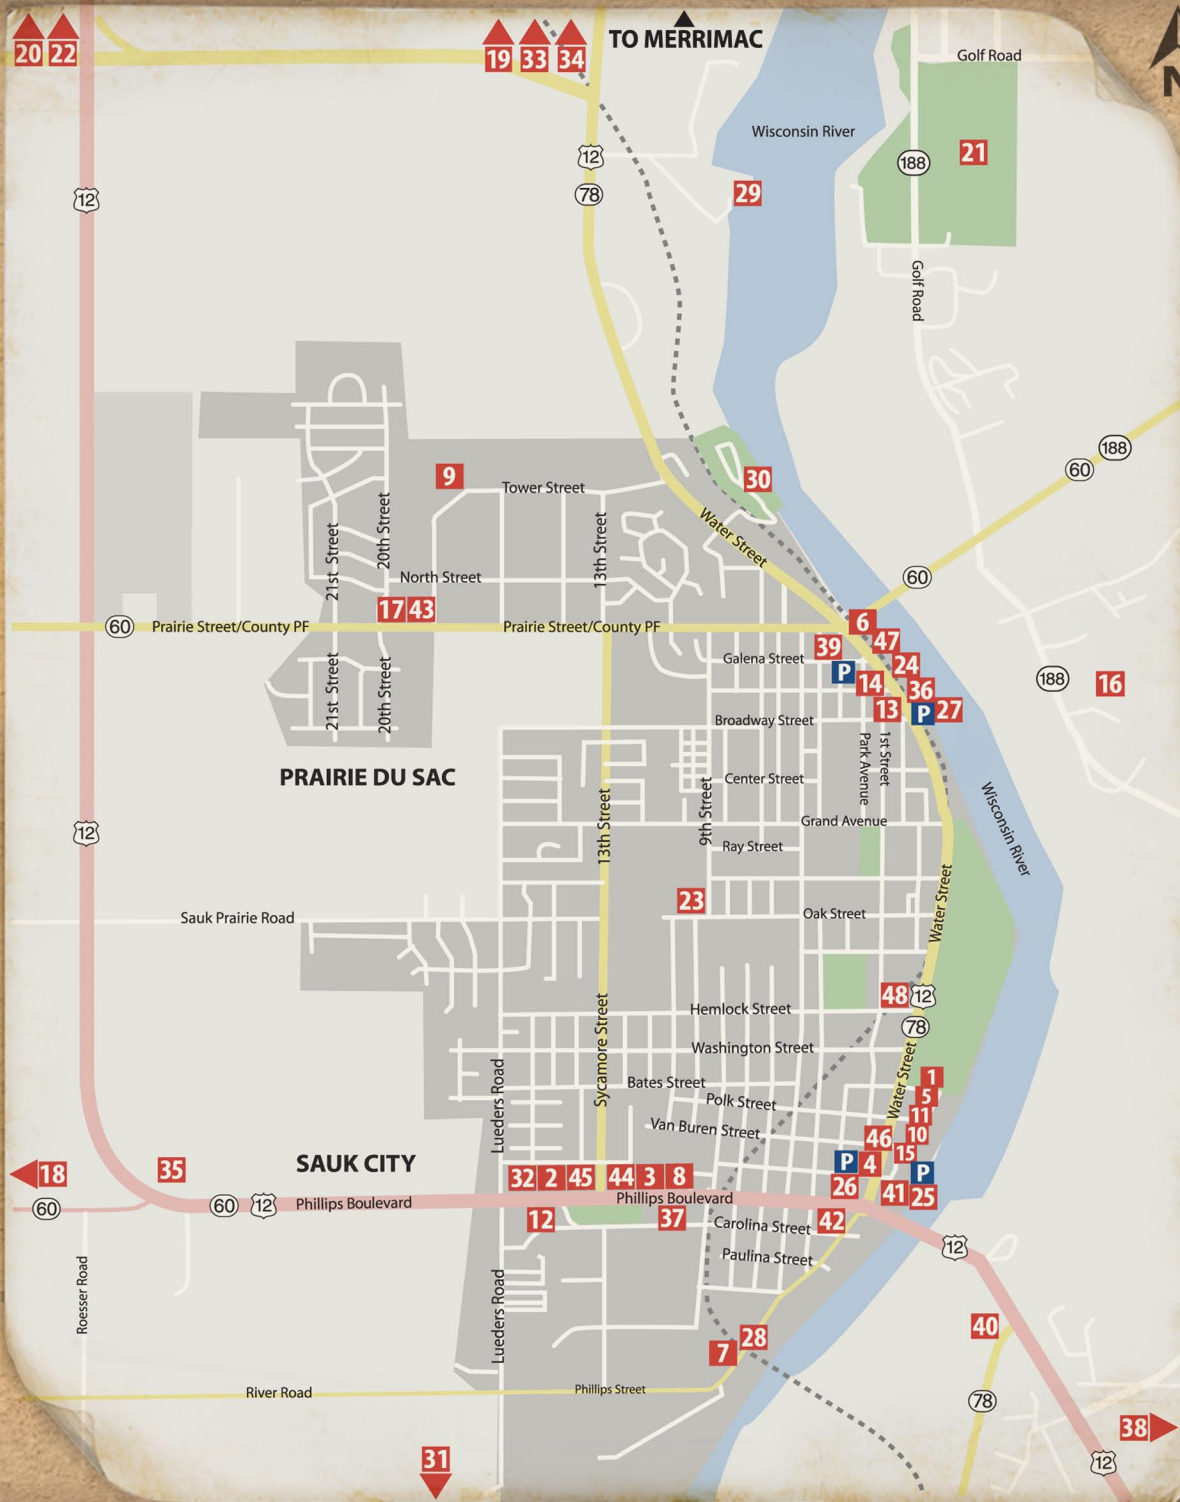 TO MERRIMAC
20 22
19 33 34
Golf Road
N
12
Wisconsin River
188
21
12
78
29
Golf Road
188
60
9
30
Tower Street
20th Street
21st Street
13th Street
Water Street
North Street
60
17 43
60
Prairie Street/County PF
Prairie Street/County PF
6
39
47
Galena Street
24
P
14
36
188
16
13
P
27
21st Street
20th Street
Broadway Street
Park Avenue
1st Street
PRAIRIE DU SAC
Center Street
9th Street
13th Street
Wisconsin River
12
Grand Avenue
Ray Street
23
Water Street
Sauk Prairie Road
Oak Street
48
12
Hemlock Street
78
Sycamore Street
Washington Street
Water Street
Lueders Road
Bates Street
1
Polk Street
5
11
Van Buren Street
46
10
15
SAUK CITY
P
4
P
18
35
32 2 45
44 3 8
26
41
25
60
60
12
Phillips Boulevard
Phillips Boulevard
12
37
Carolina Street
42
12
Paulina Street
Roesser Road
Lueders Road
40
28
7
River Road
Phillips Street
78
38
31
12